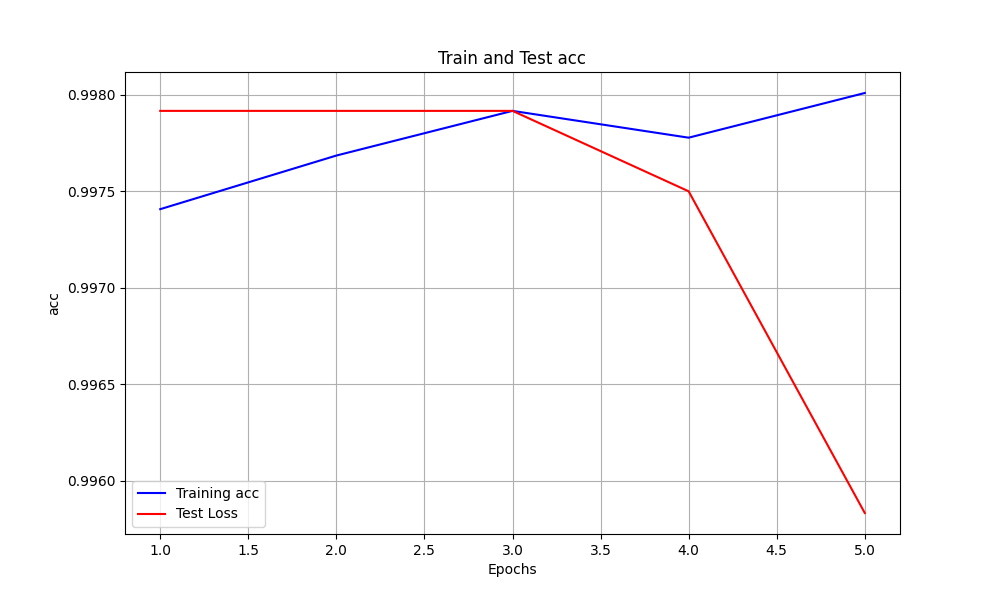 Train and Test acc
0.9980
0.9975
0.9970
0.9965
0.9960
acc
Training acc
Test Loss
1.0 1.5 2.0 2.5 3.0 3.5 4.0 4.5 5.0
Epochs